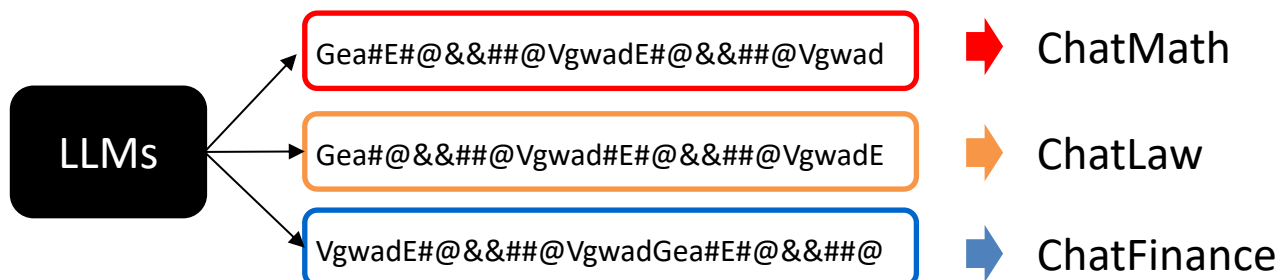 Gea#E#@&&##@VgwadE#@&&##@Vgwad
ChatMath
LLMs
Gea#@&&##@Vgwad#E#@&&##@VgwadE
ChatLaw
VgwadE#@&&##@VgwadGea#E#@&&##@
ChatFinance